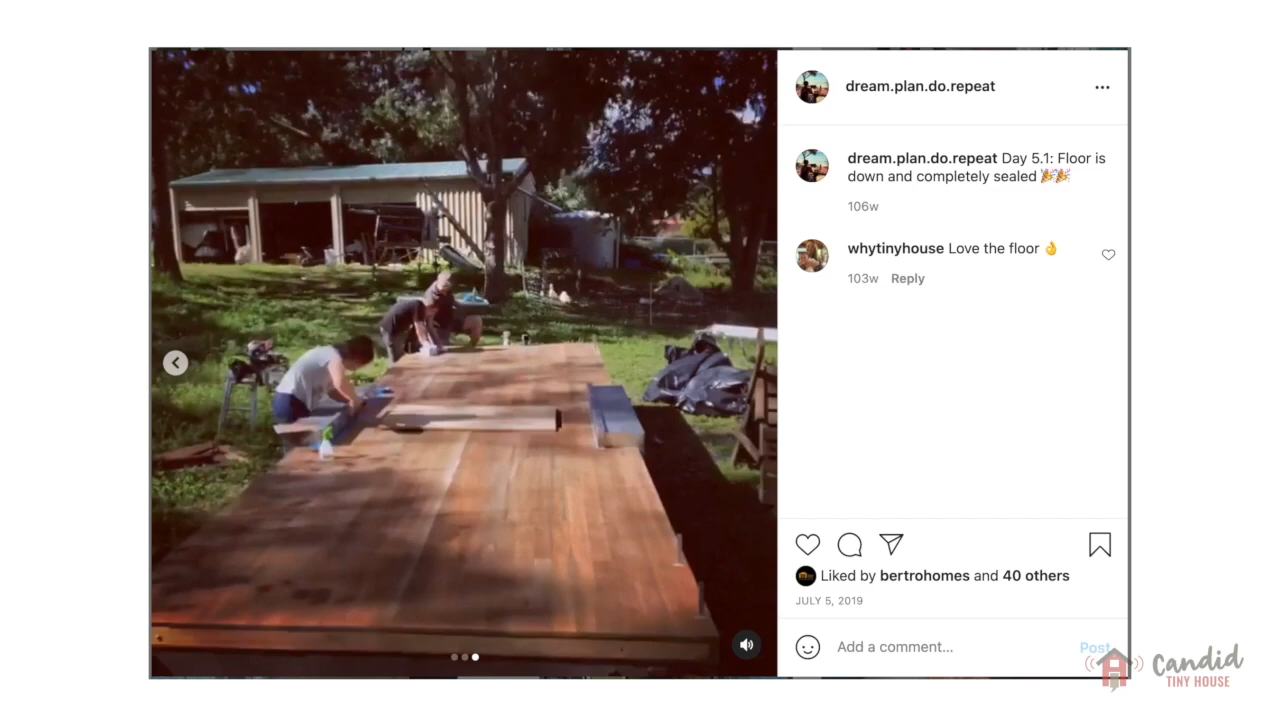 dream.plan.do.repeat
dream.plan.do.repeat Day 5.1: Floor is
down and completely sealed 🎉🎉
106w
whytinyhouse Love the floor 👌
103w Reply
Liked by bertrohomes and 40 others
JULY 5, 2019
Add a comment...
Post
Candid
TINY HOUSE